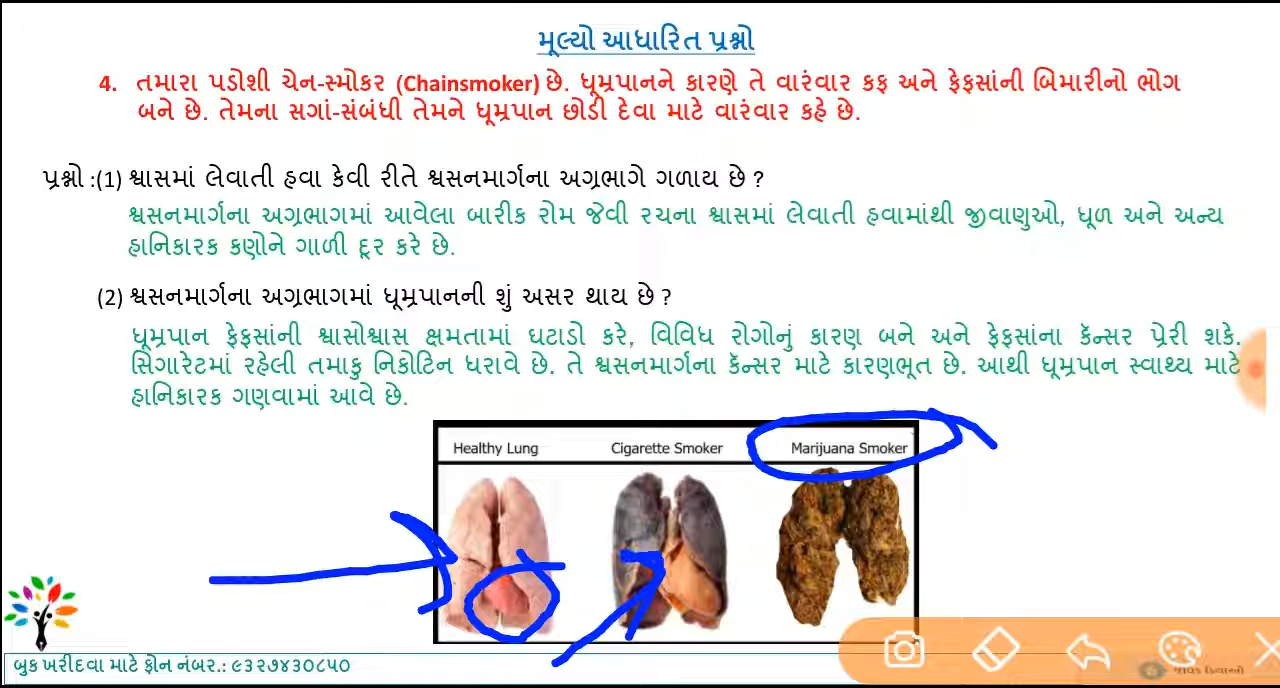 મૂલ્યો આધારિત પ્રશ્નો
4. તમારા પડોશી ચેન-સ્મોકર (Chainsmoker) છે. ધૂમ્રપાનને કારણે તે વારંવાર કફ અને ફેફસાંની બિમારીનો ભોગ
બને છે. તેમના સગાં-સંબંધી તેમને ધૂમ્રપાન છોડી દેવા માટે વારંવાર કહે છે.
પ્રશ્નો :(1) શ્વાસમાં લેવાતી હવા કેવી રીતે શ્વસનમાર્ગના અગ્રભાગે ગળાય છે ?
શ્વસનમાર્ગના અગ્રભાગમાં આવેલા બારીક રોમ જેવી રચના શ્વાસમાં લેવાતી હવામાંથી જીવાણુઓ, ધૂળ અને અન્ય
હાનિકારક કણોને ગાળી દૂર કરે છે.
(2) શ્વસનમાર્ગના અગ્રભાગમાં ધૂમ્રપાનની શું અસર થાય છે ?
ધૂમ્રપાન ફેફસાંની શ્વાસોશ્વાસ ક્ષમતામાં ઘટાડો કરે, વિવિધ રોગોનું કારણ બને અને ફેફસાંના કૅન્સર પ્રેરી શકે.
સિગારેટમાં રહેલી તમાકુ નિકોટિન ધરાવે છે. તે શ્વસનમાર્ગના કૅન્સર માટે કારણભૂત છે. આથી ધૂમ્રપાન સ્વાથ્ય માટે
હાનિકારક ગણવામાં આવે છે.
Healthy Lung Cigarette Smoker Marijuana Smoker
બુક ખરીદવા માટે ફોન નંબર.: ૯૩૨૭૪૩૦૮૫૦